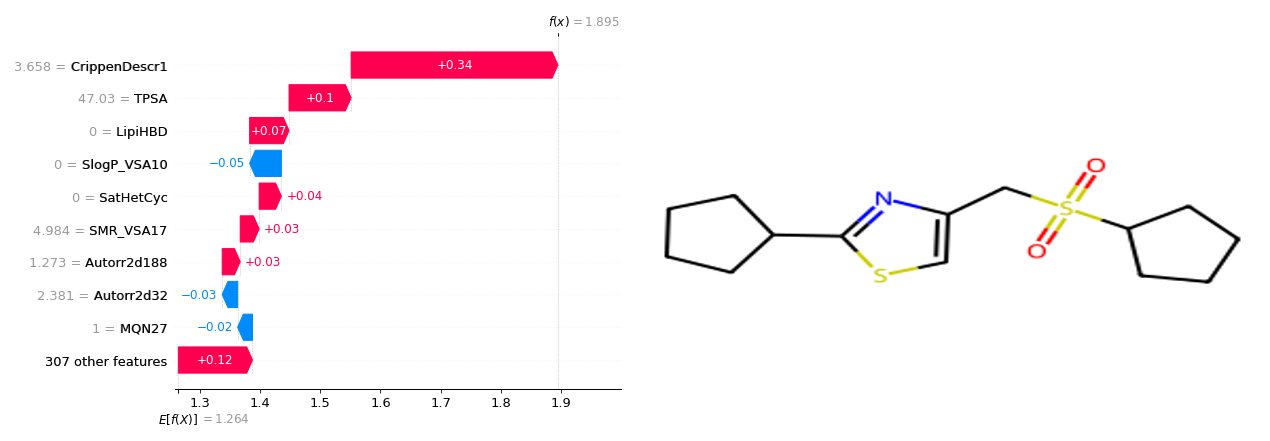 f(x) = 1.895
3.658 = CrippenDescr1
+0.34
47.03 = TPSA
+0.1
0 = LipiHBD
+0.07
0 = SlogP_VSA10
−0.05
0 = SatHetCyc
+0.04
4.984 = SMR_VSA17
+0.03
1.273 = Autorr2d188
+0.03
2.381 = Autorr2d32
−0.03
1 = MQN27
−0.02
307 other features
+0.12
1.3 1.4 1.5 1.6 1.7 1.8 1.9
E[f(X)] = 1.264
O
N
S
O
S